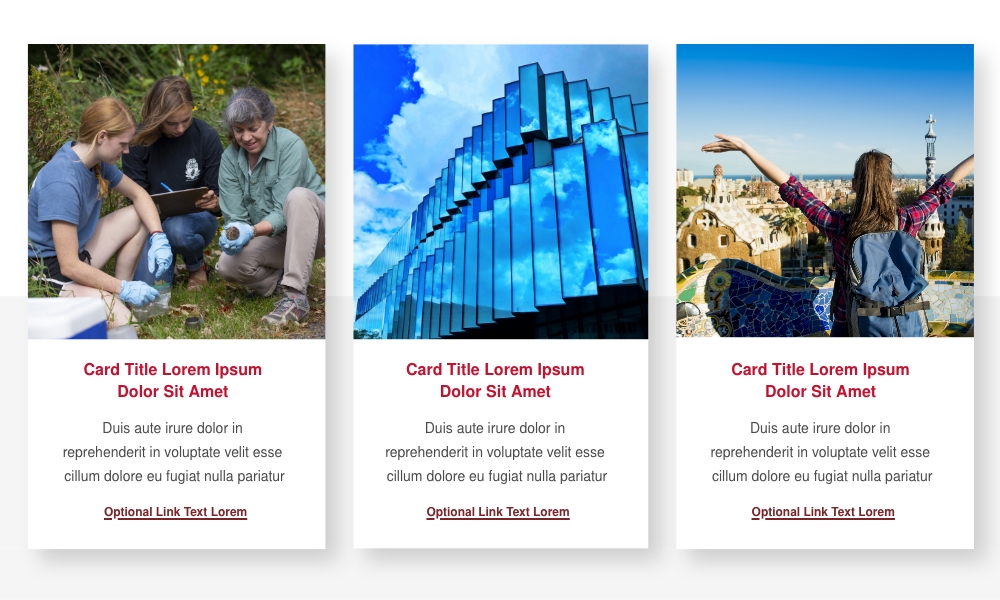 Card Title Lorem Ipsum
Dolor Sit Amet
Duis aute irure dolor in
reprehenderit in voluptate velit esse
cillum dolore eu fugiat nulla pariatur
Optional Link Text Lorem
Card Title Lorem Ipsum
Dolor Sit Amet
Duis aute irure dolor in
reprehenderit in voluptate velit esse
cillum dolore eu fugiat nulla pariatur
Optional Link Text Lorem
Card Title Lorem Ipsum
Dolor Sit Amet
Duis aute irure dolor in
reprehenderit in voluptate velit esse
cillum dolore eu fugiat nulla pariatur
Optional Link Text Lorem